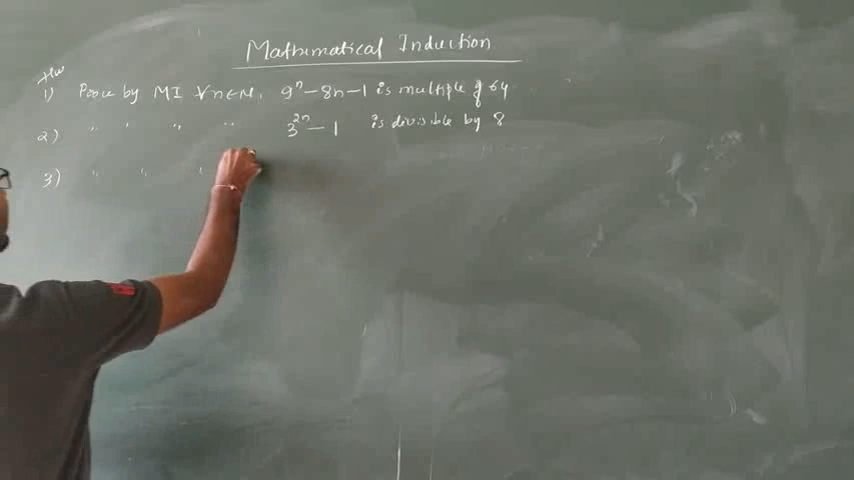 Mathematical Induction
HW
1) Prove by MI ∀n∈N, 9ⁿ-8n-1 is multiple of 64
2) " " " " 3²ⁿ-1 is divisible by 8
3) " " "